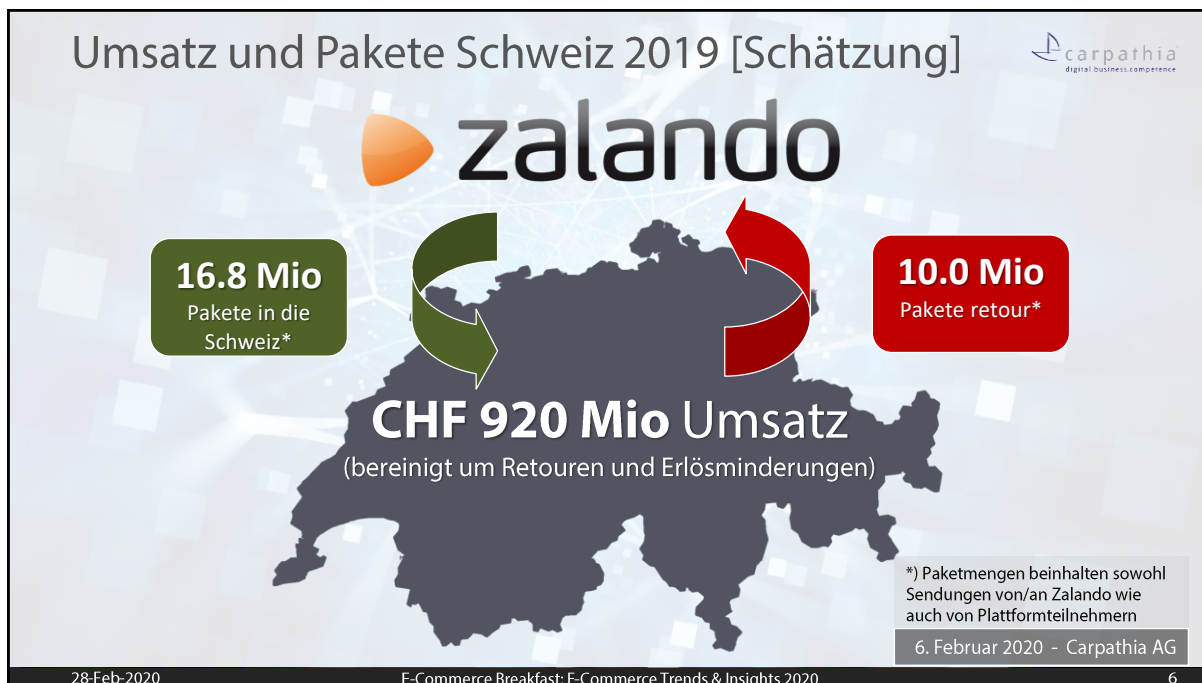 Umsatz und Pakete Schweiz 2019 [Schätzung]
carpathia
digital.business.competence
zalando
16.8 Mio
Pakete in die
Schweiz*
10.0 Mio
Pakete retour*
CHF 920 Mio Umsatz
(bereinigt um Retouren und Erlösminderungen)
*) Paketmengen beinhalten sowohl
Sendungen von/an Zalando wie
auch von Plattformteilnehmern
6. Februar 2020 - Carpathia AG
28-Feb-2020
E-Commerce Breakfast: E-Commerce Trends & Insights 2020
6